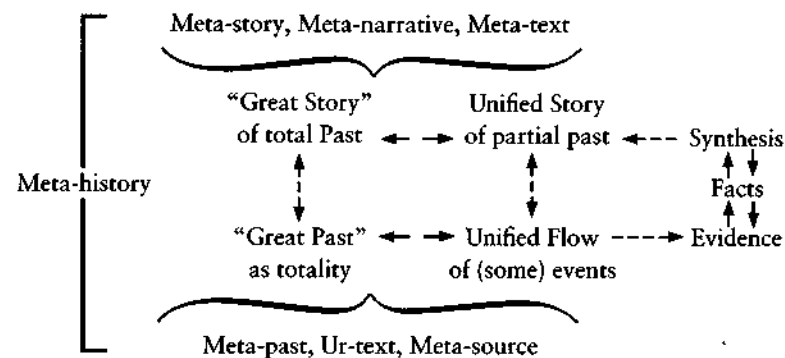 Meta-story, Meta-narrative, Meta-text
“Great Story” Unified Story
of total Past of partial past Synthesis
Meta-history Facts
“Great Past” Unified Flow Evidence
as totality of (some) events
Meta-past, Ur-text, Meta-source